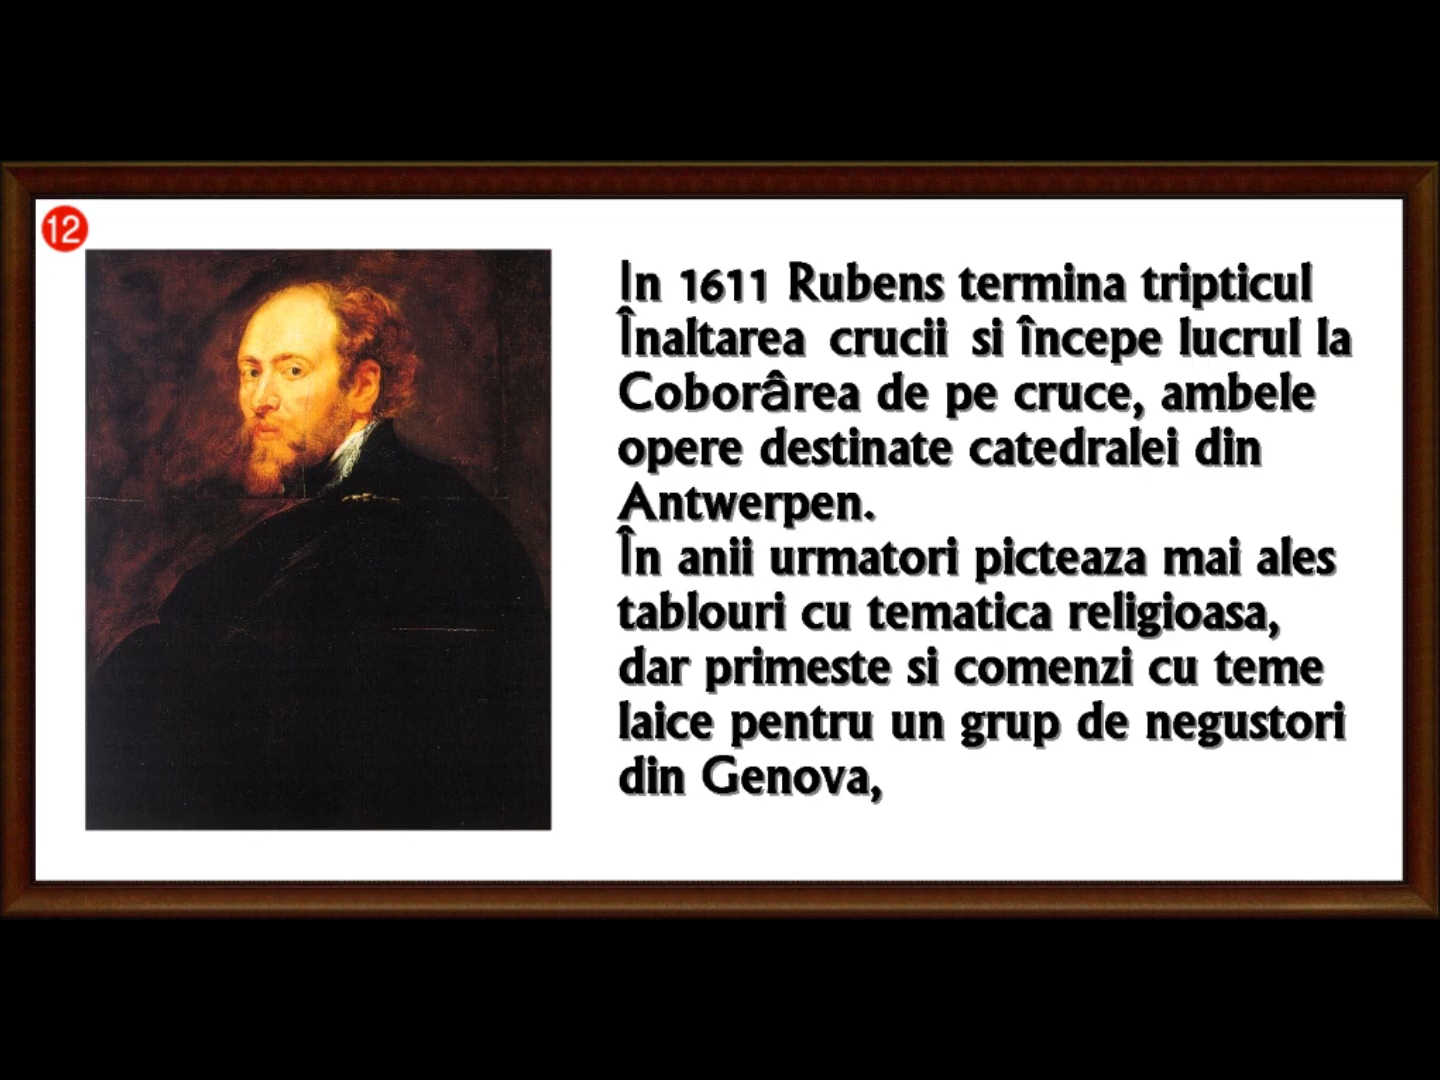 12
In 1611 Rubens termina tripticul
Înaltarea crucii si începe lucrul la
Coborârea de pe cruce, ambele
opere destinate catedralei din
Antwerpen.
În anii urmatori picteaza mai ales
tablouri cu tematica religioasa,
dar primeste si comenzi cu teme
laice pentru un grup de negustori
din Genova,